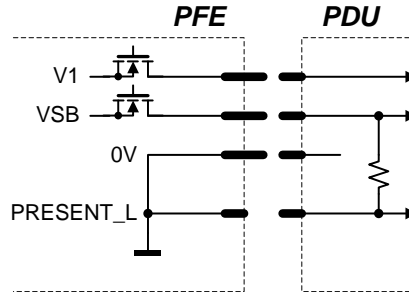 PFE PDU
V1
VSB
0V
PRESENT_L